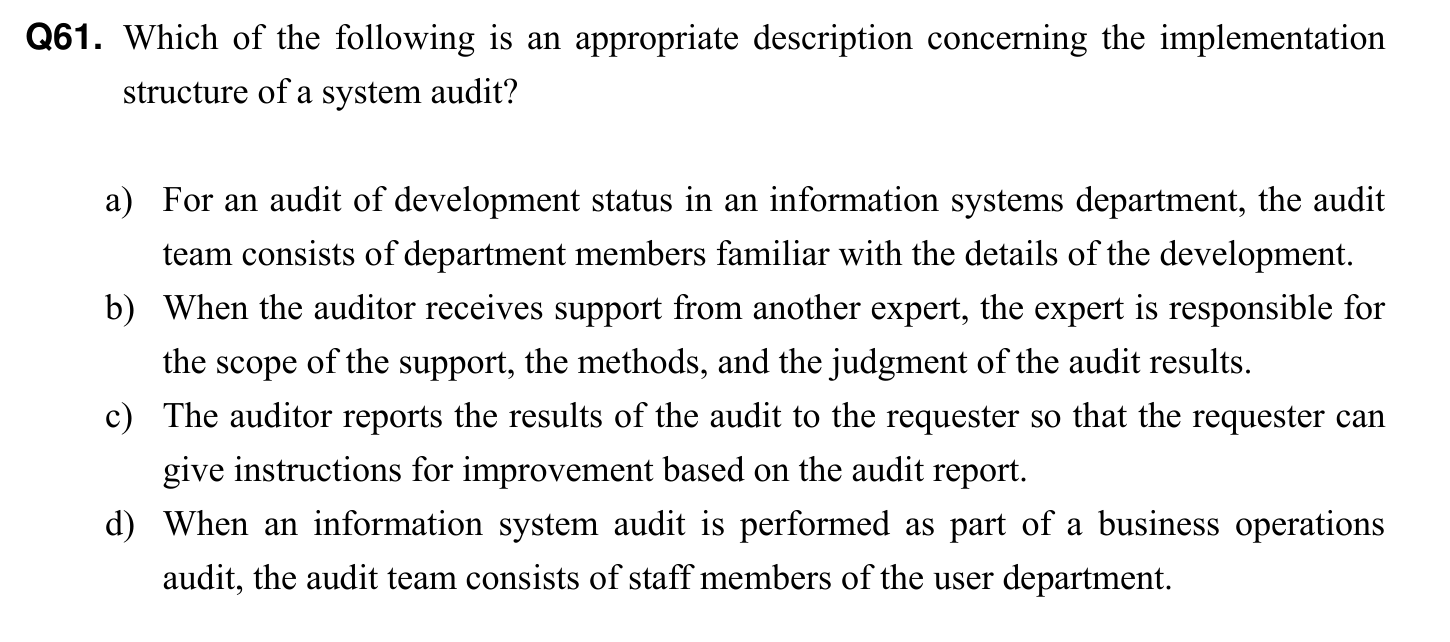 Q61. Which of the following is an appropriate description concerning the implementation
structure of a system audit?
a) For an audit of development status in an information systems department, the audit
team consists of department members familiar with the details of the development.
b) When the auditor receives support from another expert, the expert is responsible for
the scope of the support, the methods, and the judgment of the audit results.
c) The auditor reports the results of the audit to the requester so that the requester can
give instructions for improvement based on the audit report.
d) When an information system audit is performed as part of a business operations
audit, the audit team consists of staff members of the user department.